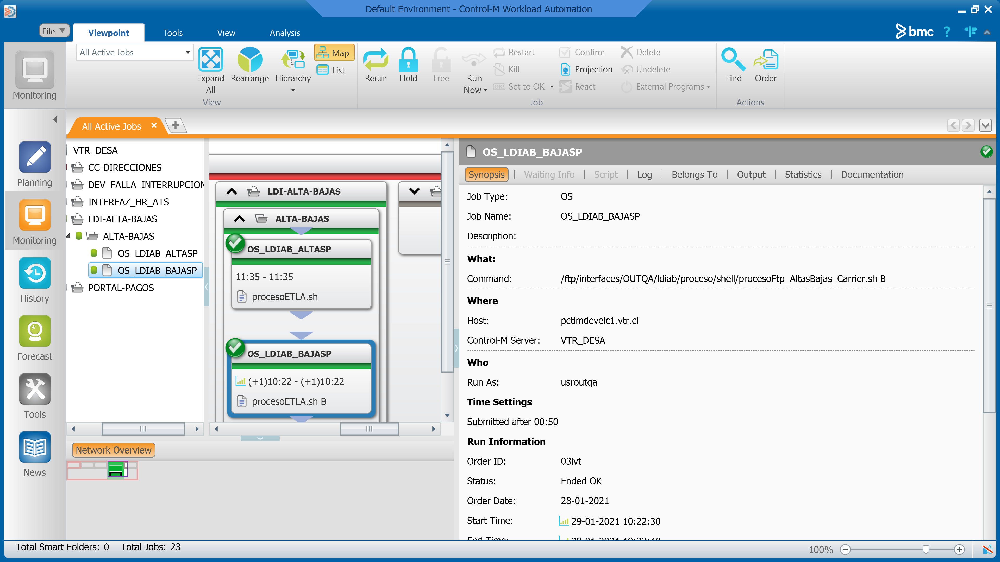 Default Environment - Control-M Workload Automation
File
Viewpoint
Tools
View
Analysis
bmc
?
Monitoring
All Active Jobs
Expand All
Rearrange
Hierarchy
Map
List
View
Rerun
Hold
Free
Run Now
Restart
Kill
OK! Set to OK
Confirm
Projection
React
Delete
Undelete
External Programs
Job
Find
Order
Actions
All Active Jobs
Planning
Monitoring
History
Forecast
Tools
News
VTR_DESA
CC-DIRECCIONES
DEV_FALLA_INTERRUPCION
INTERFAZ_HR_ATS
LDI-ALTA-BAJAS
ALTA-BAJAS
OS_LDIAB_ALTASP
OS_LDIAB_BAJASP
PORTAL-PAGOS
LDI-ALTA-BAJAS
ALTA-BAJAS
OS_LDIAB_ALTASP
11:35 - 11:35
procesoETLA.sh
OS_LDIAB_BAJASP
(+1)10:22 - (+1)10:22
procesoETLA.sh B
Network Overview
OS_LDIAB_BAJASP
Synopsis | Waiting Info | Script | Log | Belongs To | Output | Statistics | Documentation
Job Type: OS
Job Name: OS_LDIAB_BAJASP
Description:
What:
Command: /ftp/interfaces/OUTQA/ldiab/proceso/shell/procesoFtp_AltasBajas_Carrier.sh B
Where
Host: pctlmdevelc1.vtr.cl
Control-M Server: VTR_DESA
Who
Run As: usroutqa
Time Settings
Submitted after 00:50
Run Information
Order ID: 03ivt
Status: Ended OK
Order Date: 28-01-2021
Start Time: 29-01-2021 10:22:30
End Time: 29-01-2021 10:22:40
Total Smart Folders: 0 Total Jobs: 23
100%